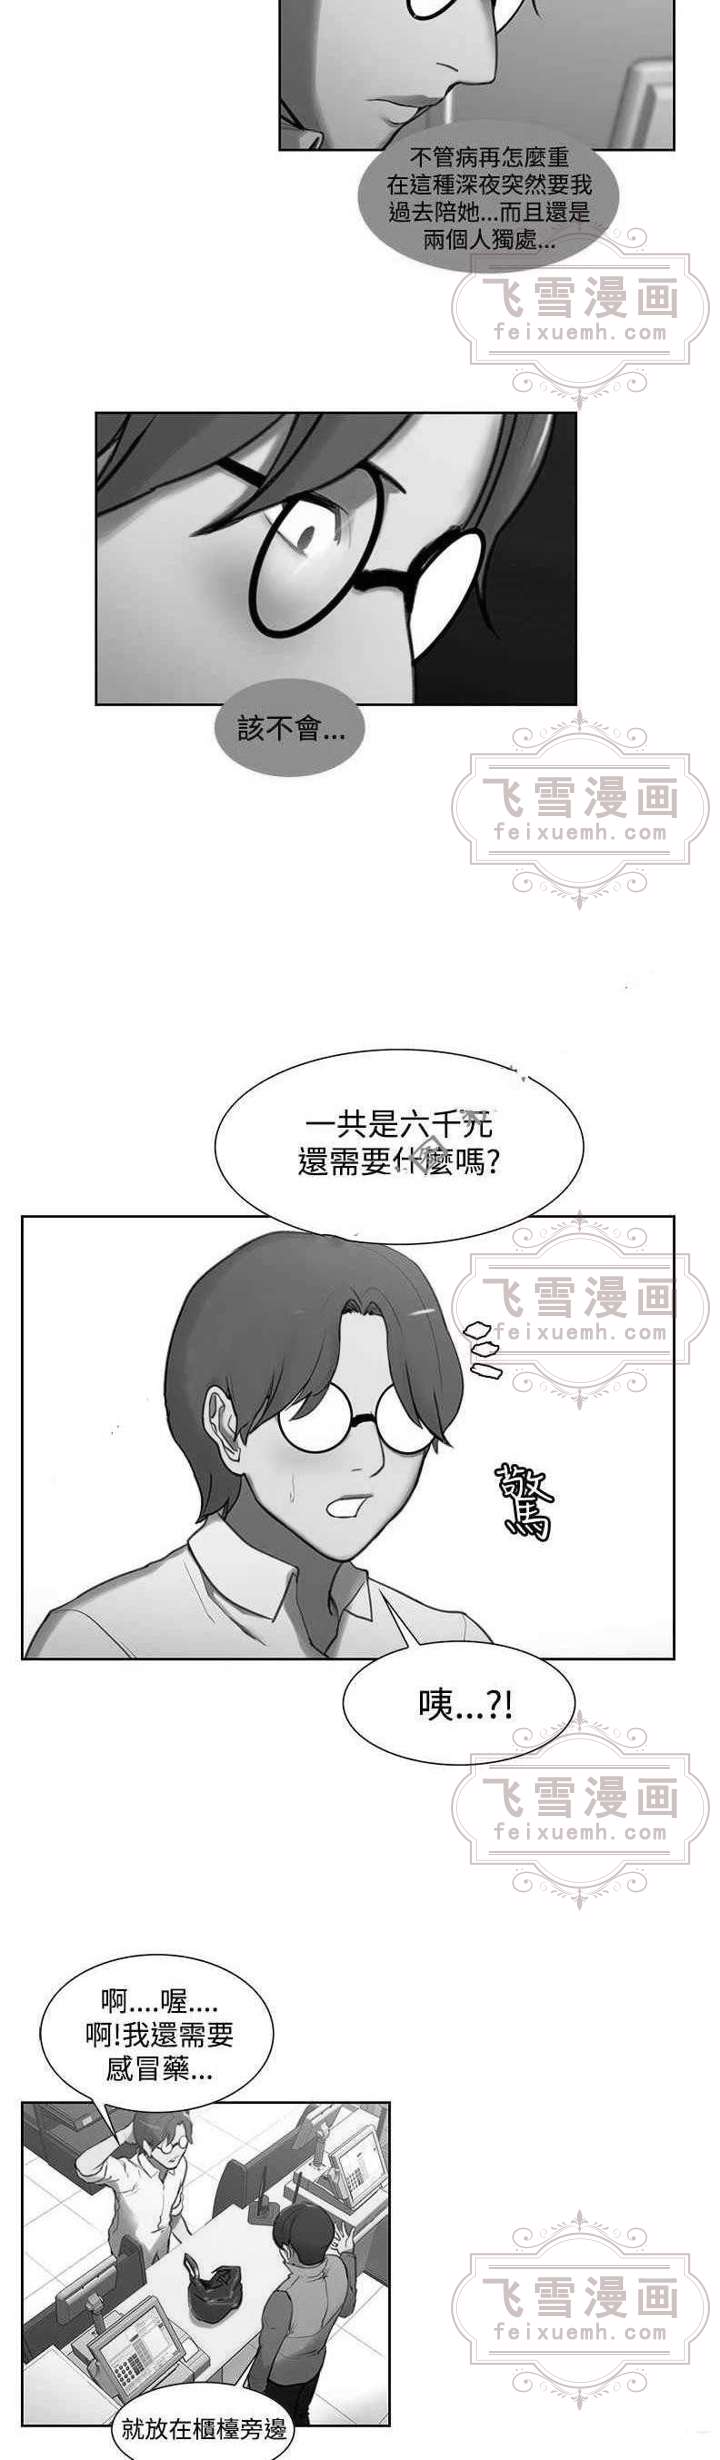 不管病再怎麼重
在這種深夜突然要我
過去陪她...而且還是
兩個人獨處...
飞雪漫画
feixuemh.com
該不會...
飞雪漫画
feixuemh.com
一共是六千元
還需要什麼嗎?
飞雪漫画
feixuemh.com
驚
咦...?!
飞雪漫画
feixuemh.com
啊....喔....
啊!我還需要
感冒藥...
飞雪漫画
feixuemh.com
就放在櫃檯旁邊